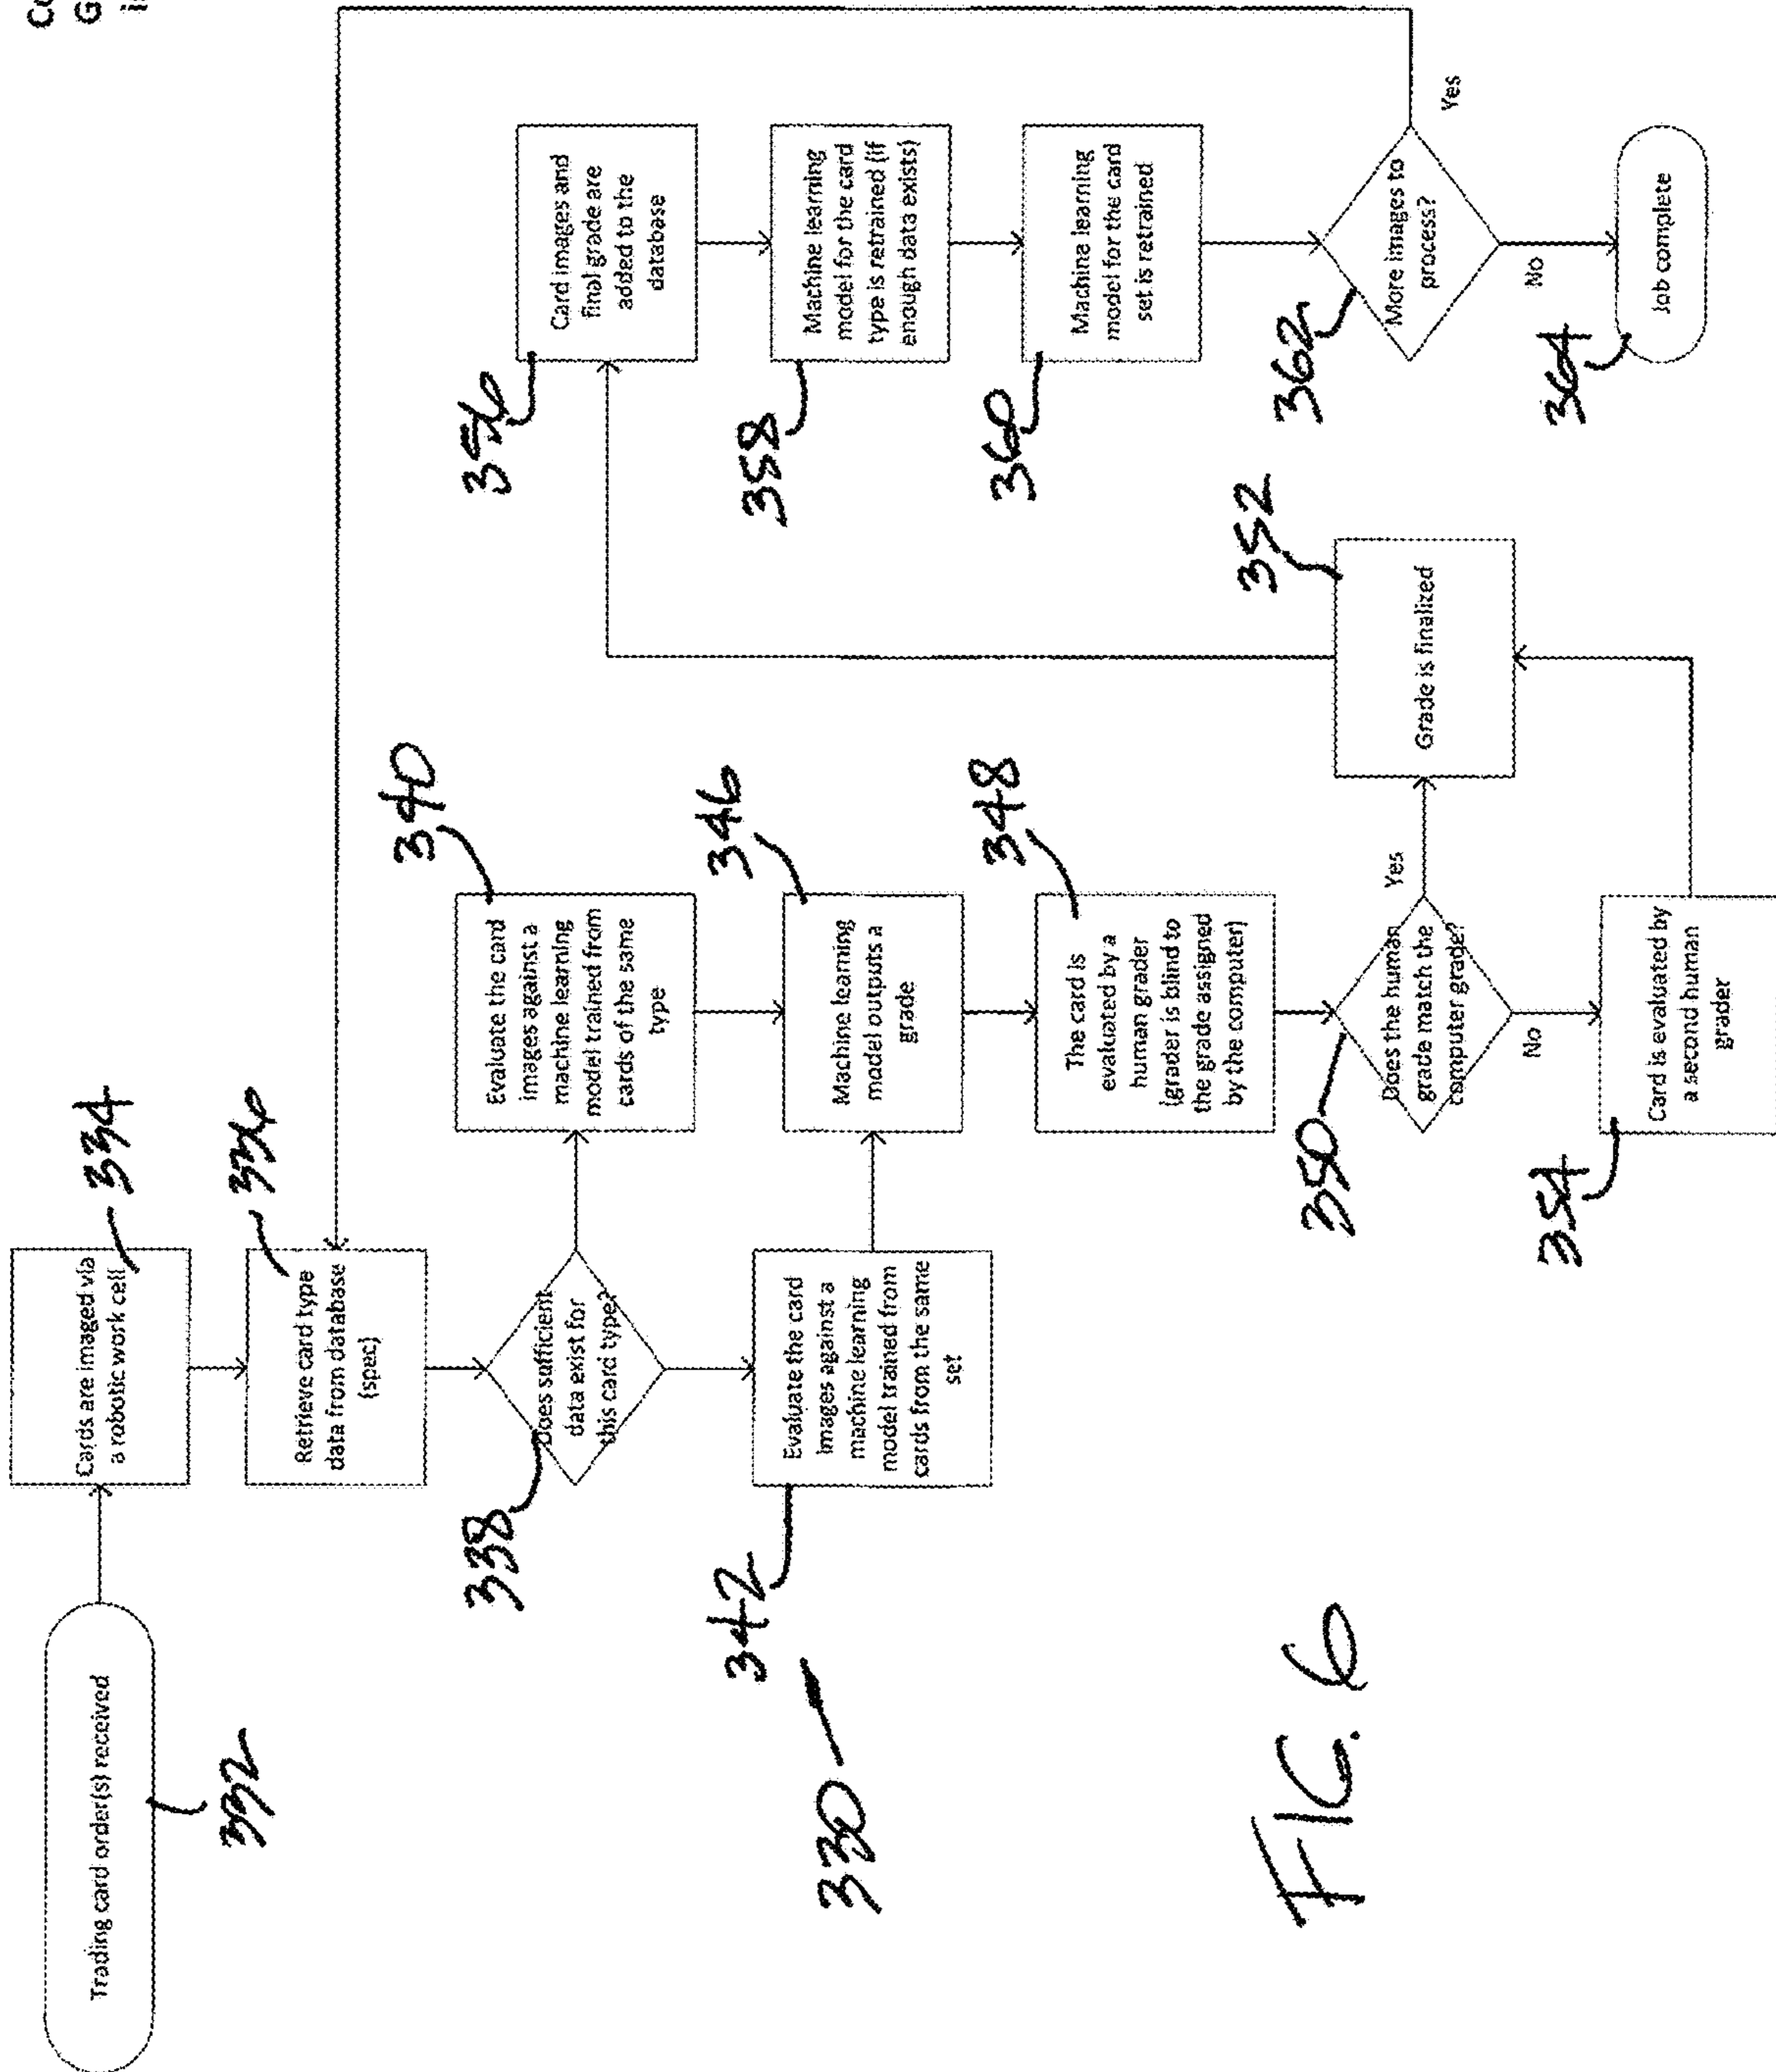 Trading card order(s) received
332
Cards are imaged via
a robotic work cell
334
Retrieve card type
data from database
(spec)
336
Does sufficient
data exist for
this card type?
338
Evaluate the card
images against a
machine learning
model trained from
cards of the same
type
340
Evaluate the card
images against a
machine learning
model trained from
cards from the same
set
342
330
Machine learning
model outputs a
grade
346
The card is
evaluated by a
human grader
(grader is blind to
the grade assigned
by the computer)
348
Does the human
grade match the
computer grade?
350
Yes
No
Card is evaluated by
a second human
grader
354
Grade is finalized
352
Card images and
final grade are
added to the
database
356
Machine learning
model for the card
type is retrained (if
enough data exists)
358
Machine learning
model for the card
set is retrained
360
More images to
process?
362
Yes
No
Job complete
364
FIG. 6